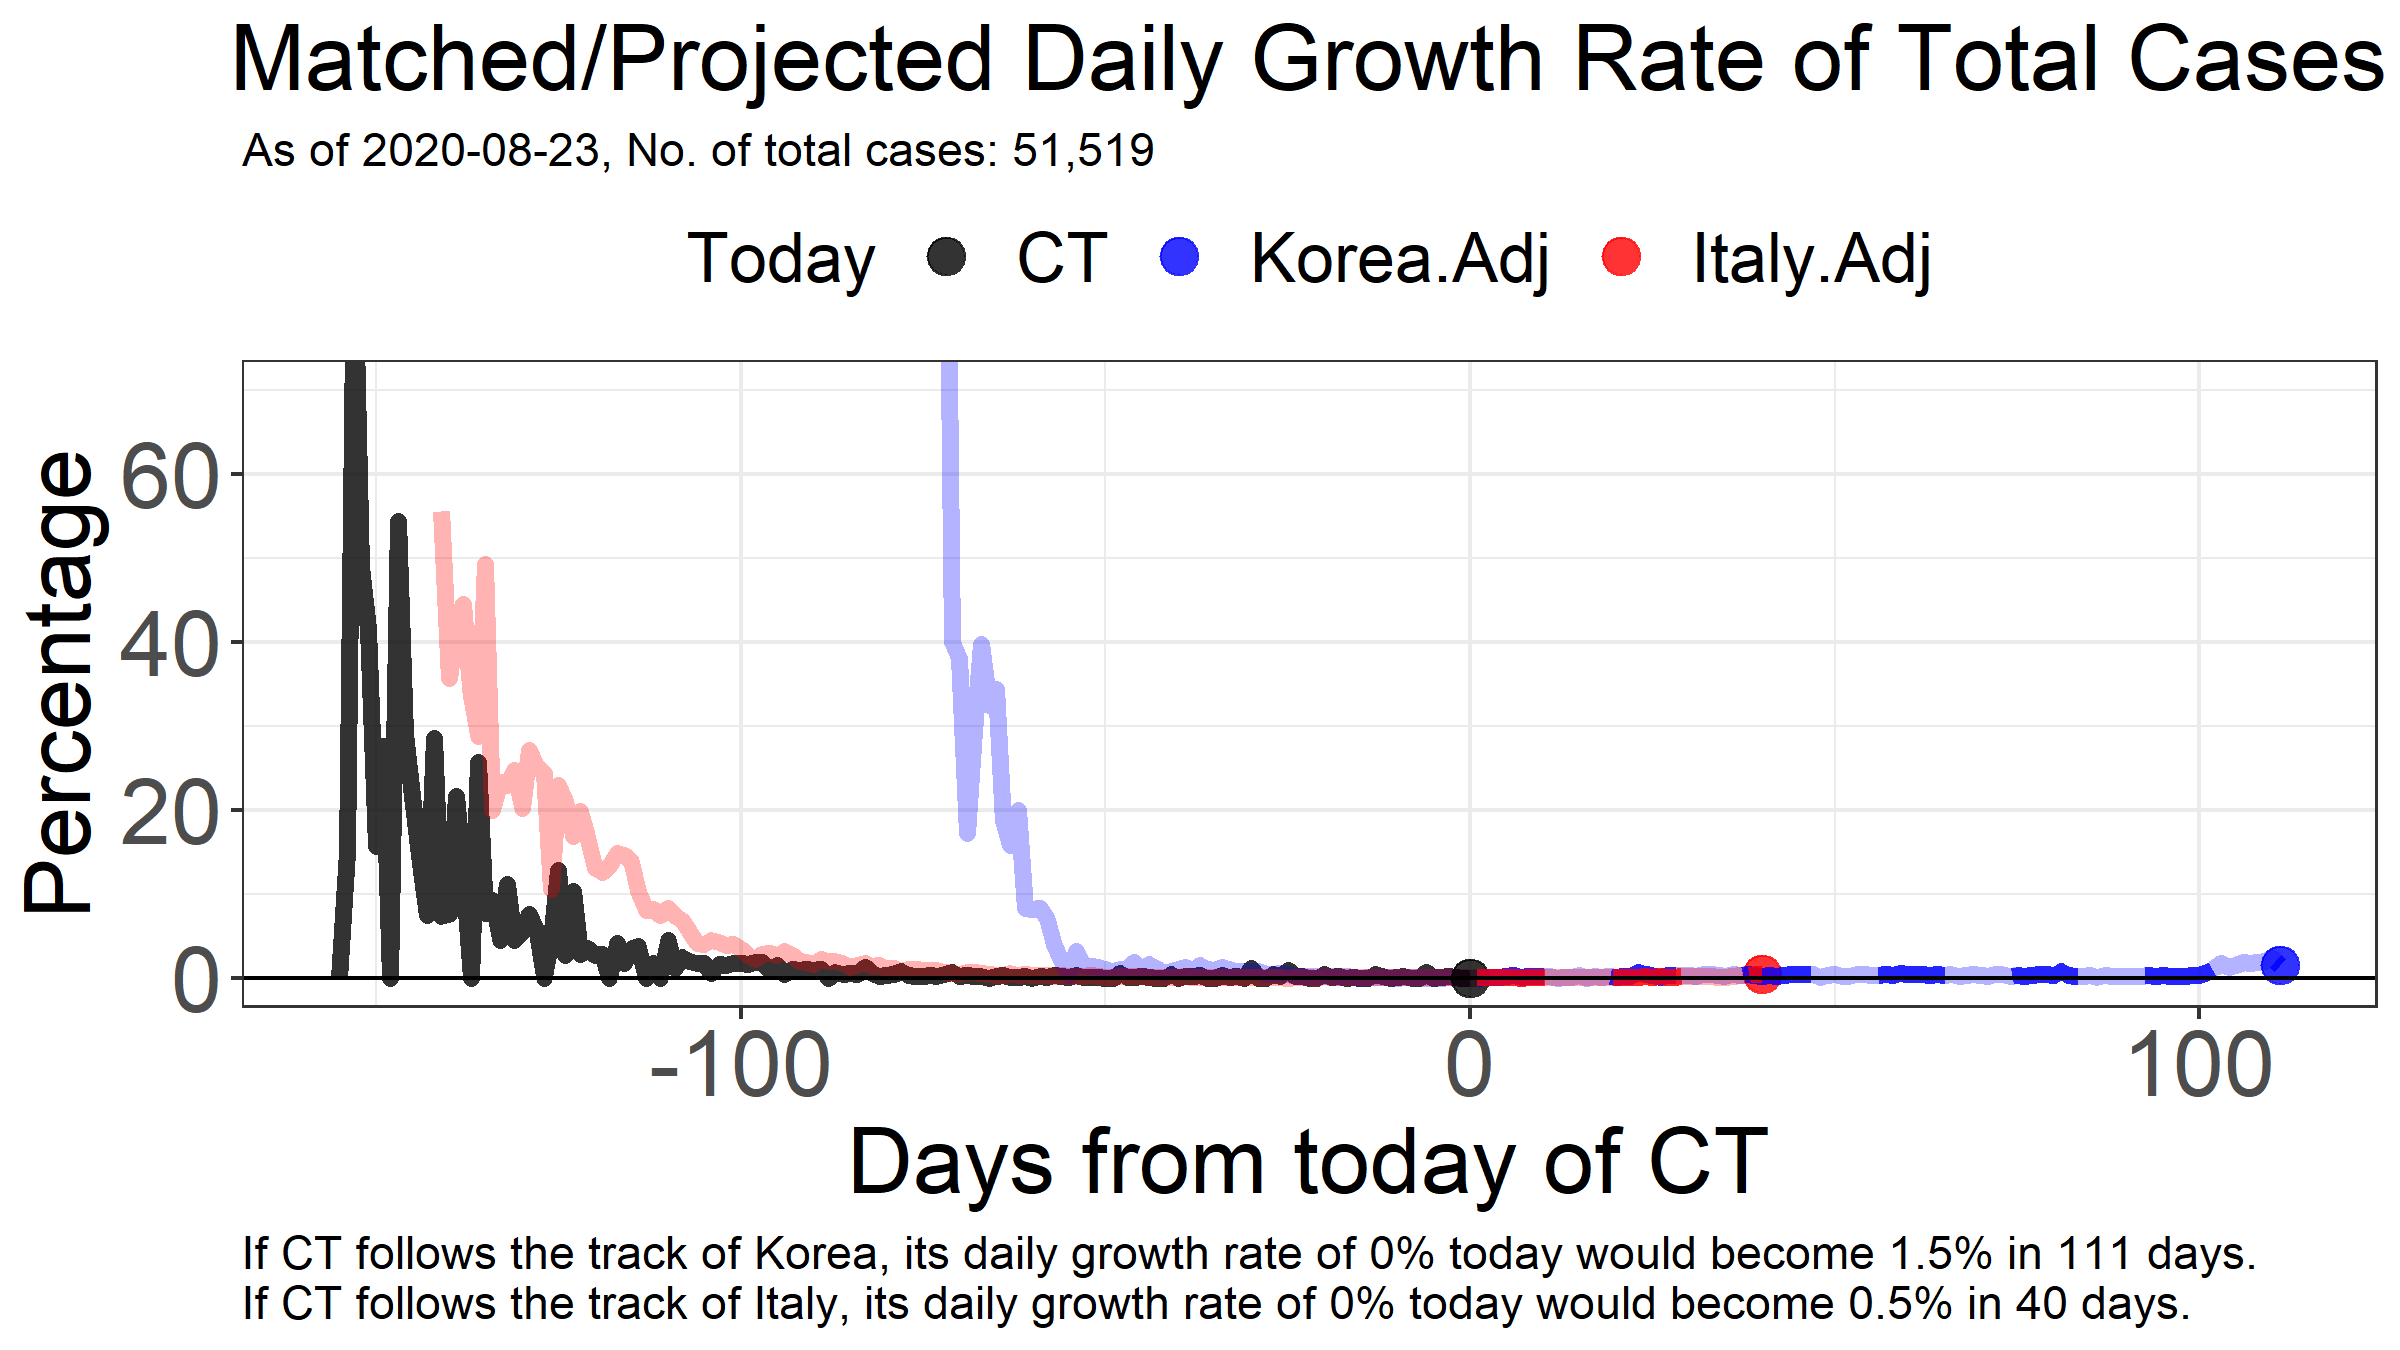 Matched/Projected Daily Growth Rate of Total Cases
As of 2020-08-23, No. of total cases: 51,519
Today CT Korea.Adj Italy.Adj
Percentage
60
40
20
0
-100 0 100
Days from today of CT
If CT follows the track of Korea, its daily growth rate of 0% today would become 1.5% in 111 days.
If CT follows the track of Italy, its daily growth rate of 0% today would become 0.5% in 40 days.